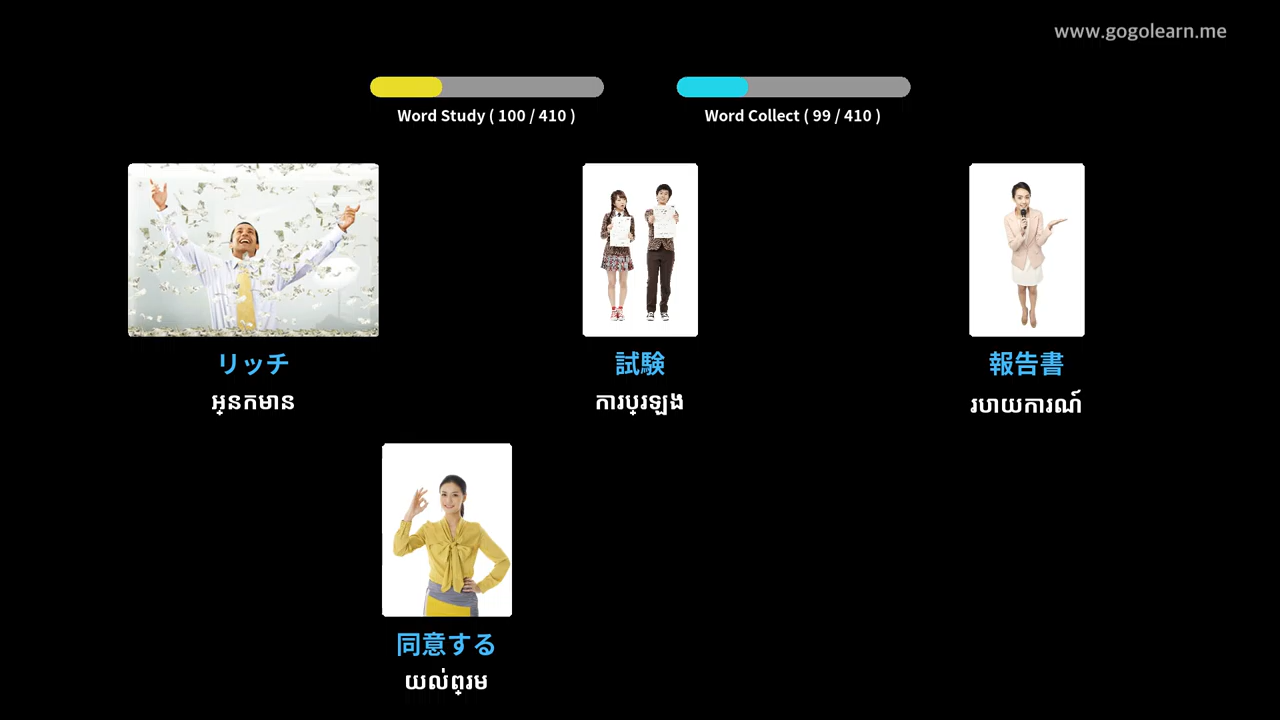 www.gogolearn.me
Word Study ( 100 / 410 )
Word Collect ( 99 / 410 )
リッチ
អ្នកមាន
試験
ការប្រឡង
報告書
របាយការណ៍
同意する
យល់ព្រម